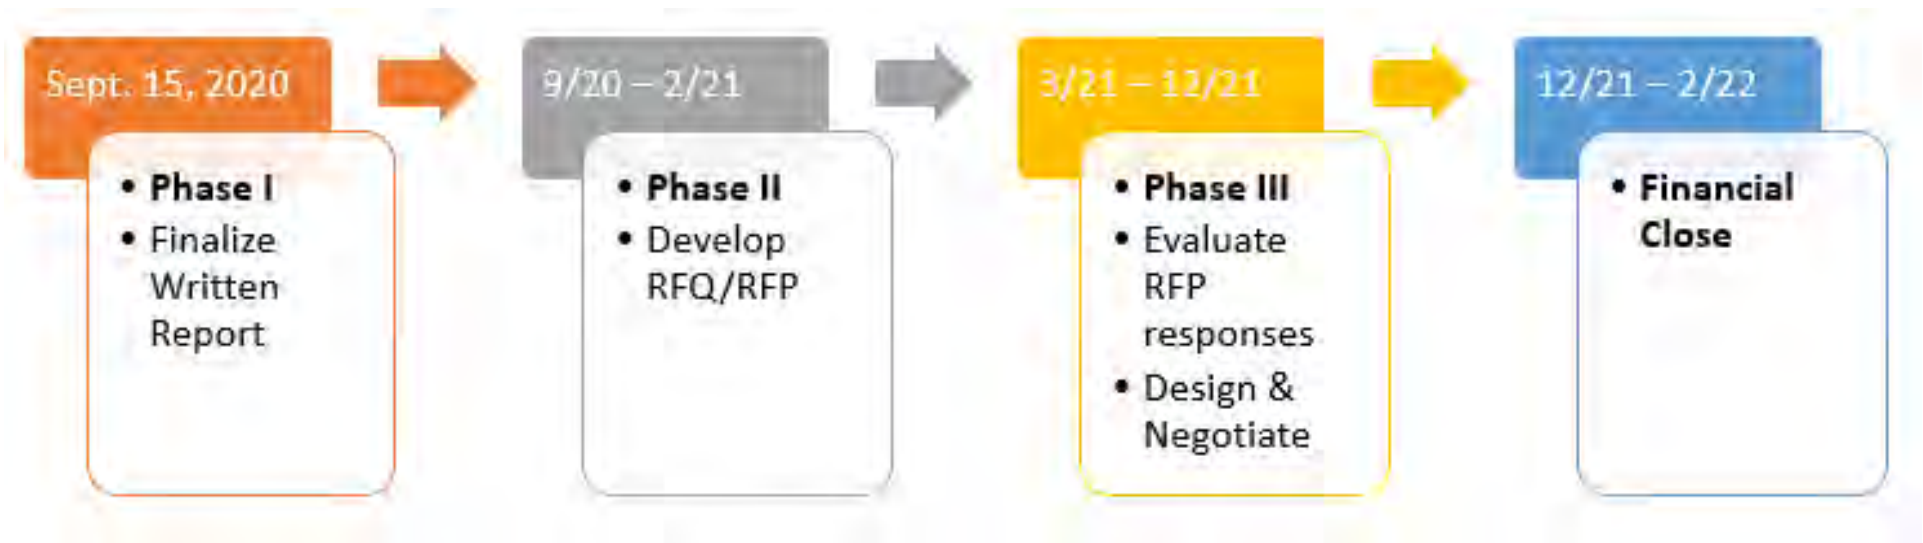 Sept. 15, 2020
• Phase I
• Finalize
Written
Report
9/20 – 2/21
• Phase II
• Develop
RFQ/RFP
3/21 – 12/21
• Phase III
• Evaluate
RFP
responses
• Design &
Negotiate
12/21 – 2/22
• Financial
Close